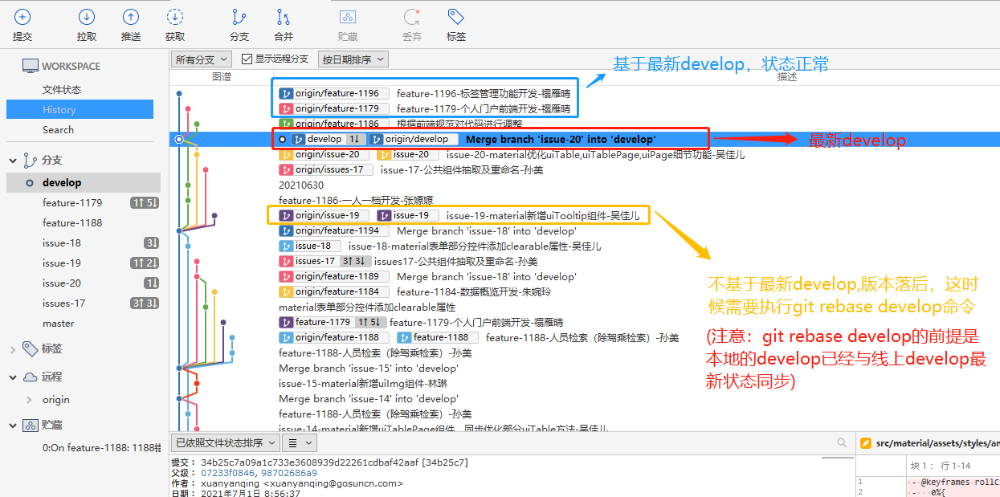 提交 拉取 推送 获取 分支 合并 贮藏 丢弃 标签
WORKSPACE
文件状态
History
Search
分支
develop
feature-1179 1↑ 5↓
feature-1188
issue-18 3↓
issue-19 1↑ 2↓
issue-20 1↓
issues-17 3↑ 3↓
master
标签
远程
origin
贮藏
0:On feature-1188: 1188错
所有分支 显示远程分支 按日期排序
图谱 描述
基于最新develop，状态正常
origin/feature-1196 feature-1196-标签管理功能开发-禤雁晴
origin/feature-1179 feature-1179-个人门户前端开发-禤雁晴
origin/feature-1186 根据前端规范对代码进行调整
develop 1↓ origin/develop Merge branch 'issue-20' into 'develop'
最新develop
origin/issue-20 issue-20 issue-20-material优化uiTable,uiTablePage,uiPage细节功能-吴佳儿
origin/issues-17 issue-17-公共组件抽取及重命名-孙美
20210630
feature-1186-一人一档开发-张嫄嫄
origin/issue-19 issue-19 issue-19-material新增uiTooltip组件-吴佳儿
origin/feature-1194 Merge branch 'issue-18' into 'develop'
issue-18 issue-18-material表单部分控件添加clearable属性-吴佳儿
issues-17 3↑ 3↓ issues17-公共组件抽取及重命名-孙美
origin/feature-1189 Merge branch 'issue-18' into 'develop'
origin/feature-1184 feature-1184-数据概览开发-朱婉玲
material表单部分控件添加clearable属性
feature-1179 1↑ 5↓ feature-1179-个人门户前端开发-禤雁晴
origin/feature-1188 feature-1188 feature-1188-人员检索（除驾乘检索）-孙美
feature-1188-人员检索（除驾乘检索）-孙美
Merge branch 'issue-15' into 'develop'
issue-15-material新增uiImg组件-林琳
Merge branch 'issue-14' into 'develop'
feature-1188-人员检索（除驾乘检索）-孙美
issue-14-material新增uiTablePage组件，同步优化部分uiTable方法-吴佳儿
不基于最新develop,版本落后，这时
候需要执行git rebase develop命令
(注意：git rebase develop的前提是
本地的develop已经与线上develop最
新状态同步)
已依照文件状态排序
提交： 34b25c7a09a1c733e3608939d22261cdbaf42aaf [34b25c7]
父级： 07233f0846, 98702686a9
作者： xuanyanqing <xuanyanqing@gosuncn.com>
日期： 2021年7月1日 8:56:37
src/material/assets/styles/an
块 1： 行 1-14
1 - @keyframes rollC
2 - 0%{